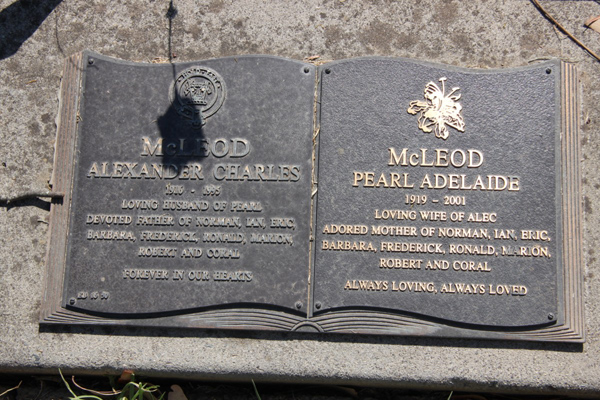 McLEOD
ALEXANDER CHARLES
LOVING HUSBAND OF PEARL
DEVOTED FATHER OF NORMAN, IAN, ERIC,
BARBARA, FREDERICK, RONALD, MARION,
ROBERT AND CORAL
FOREVER IN OUR HEARTS
McLEOD
PEARL ADELAIDE
1919 – 2001
LOVING WIFE OF ALEC
ADORED MOTHER OF NORMAN, IAN, ERIC,
BARBARA, FREDERICK, RONALD, MARION,
ROBERT AND CORAL
ALWAYS LOVING, ALWAYS LOVED